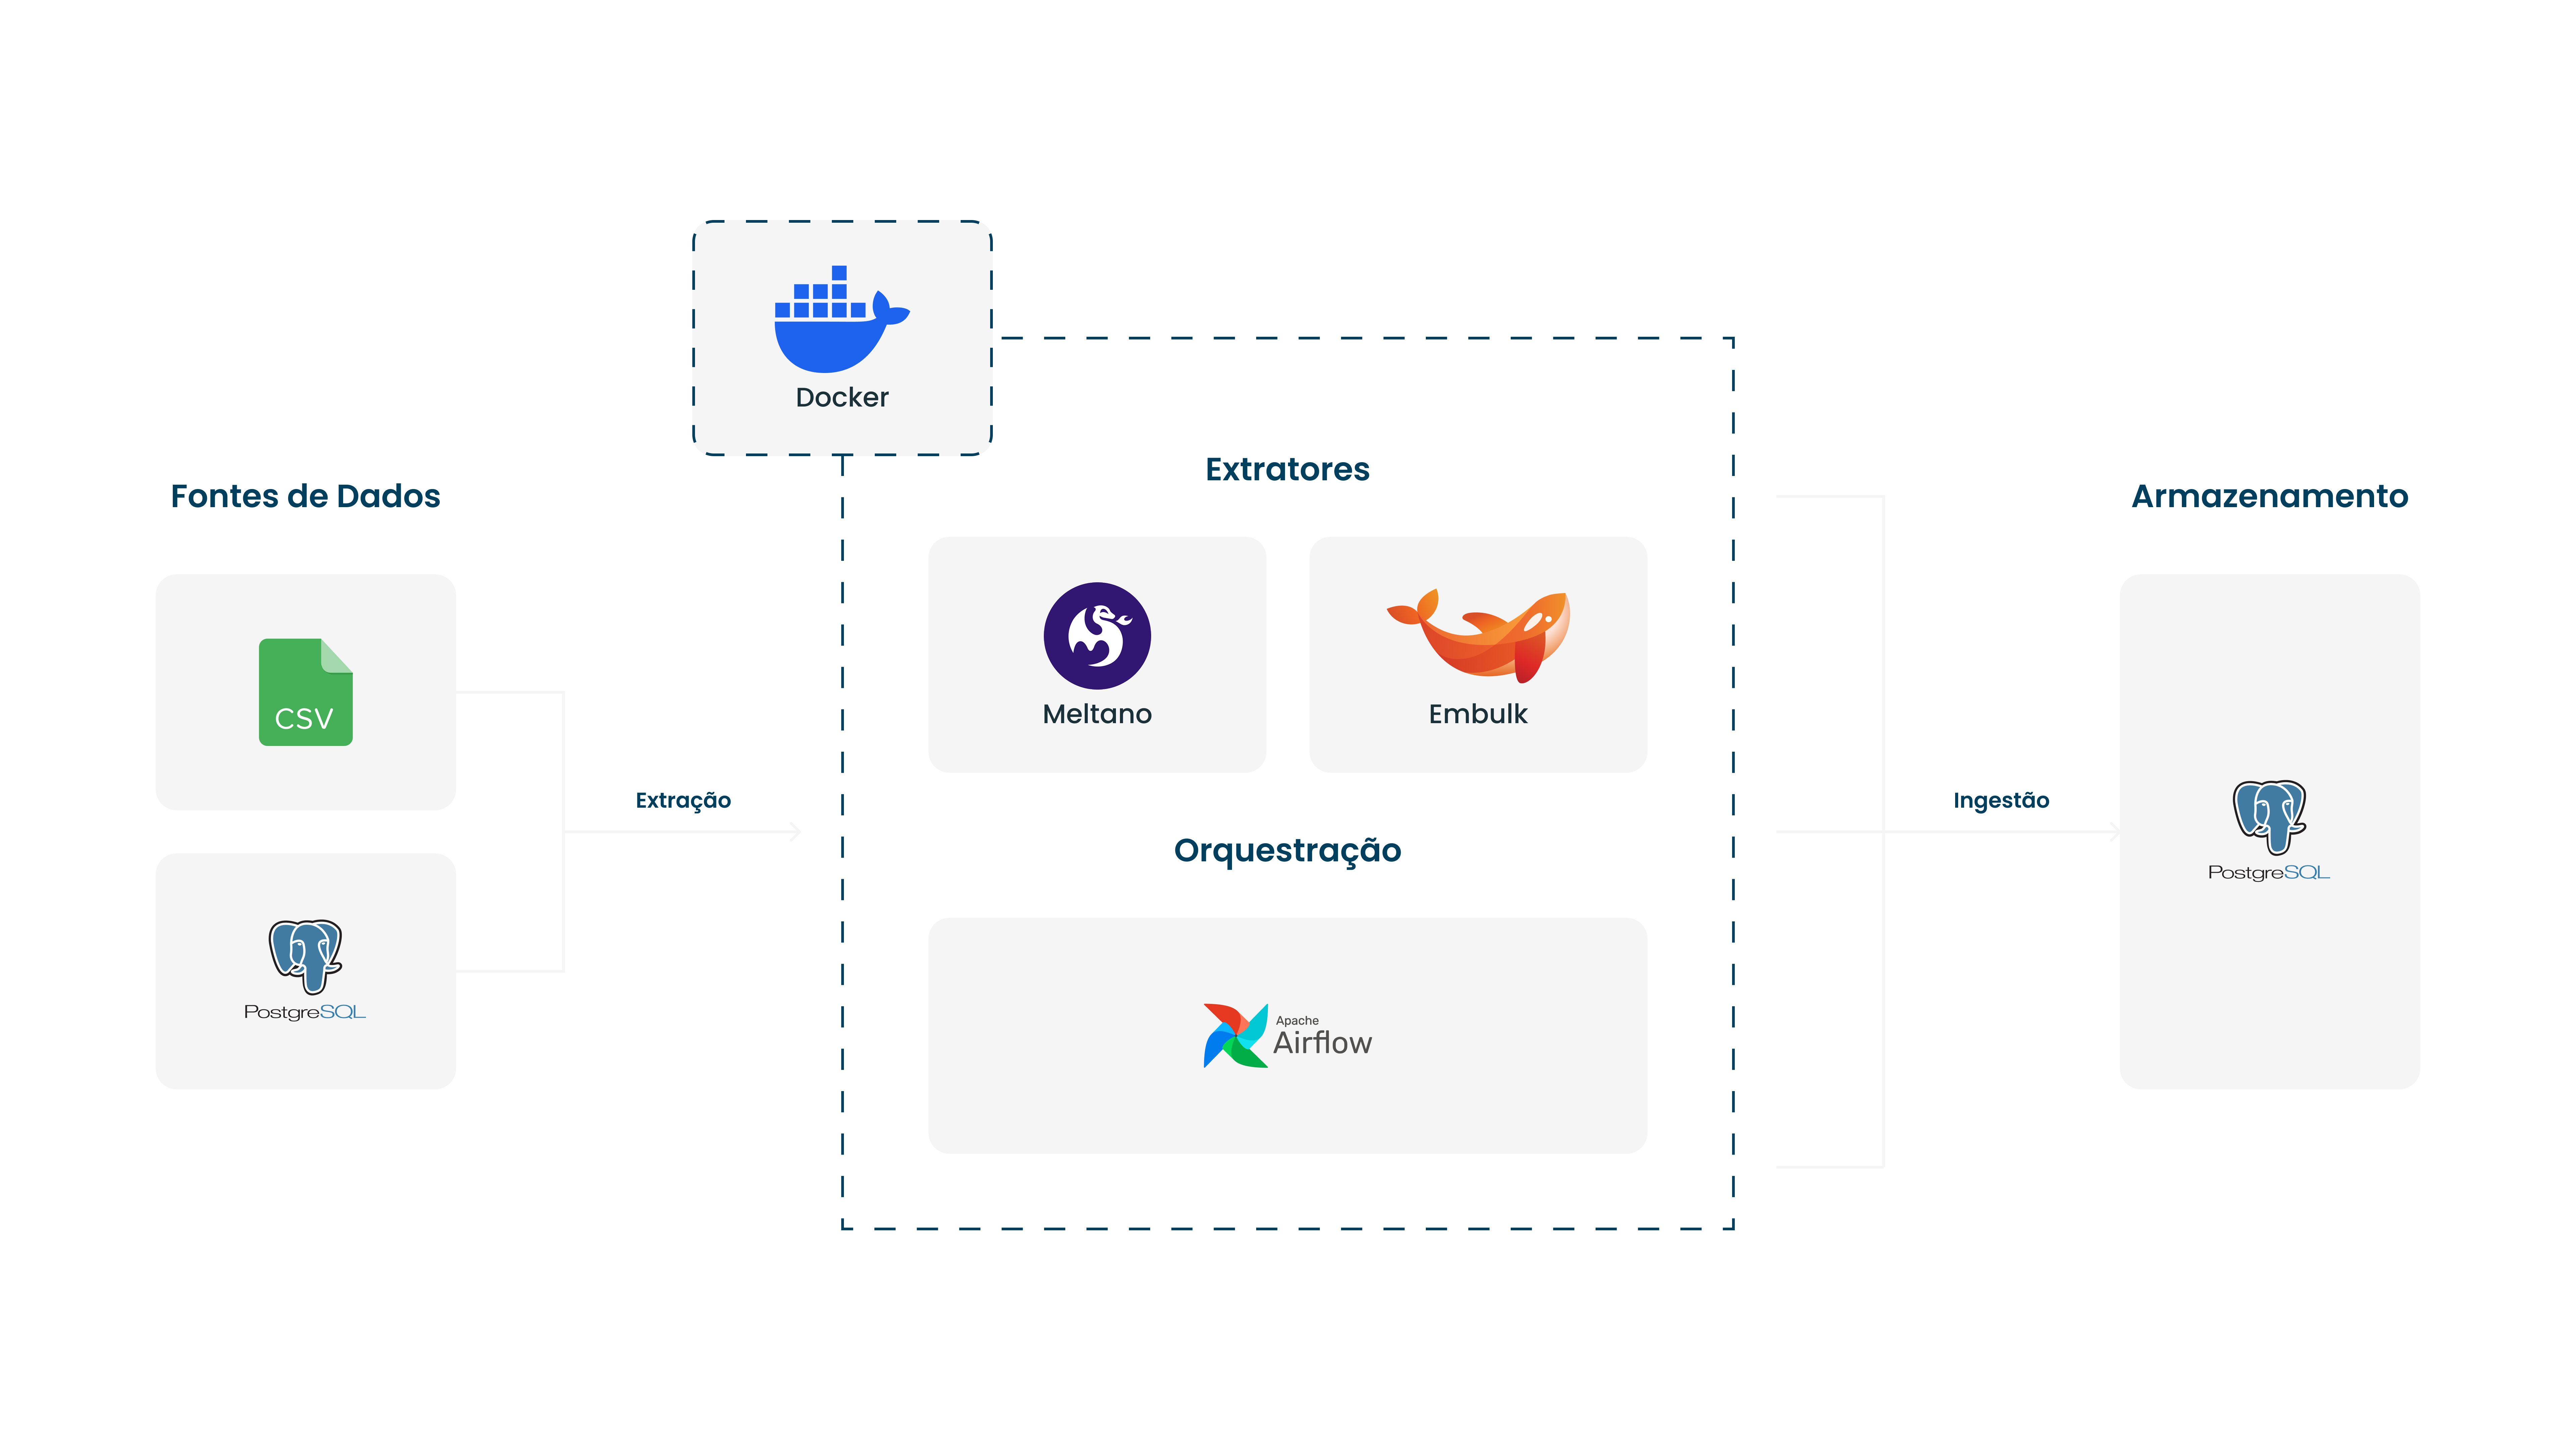 Docker
Fontes de Dados
CSV
PostgreSQL
Extração
Extratores
Meltano
Embulk
Orquestração
Apache
Airflow
Ingestão
Armazenamento
PostgreSQL